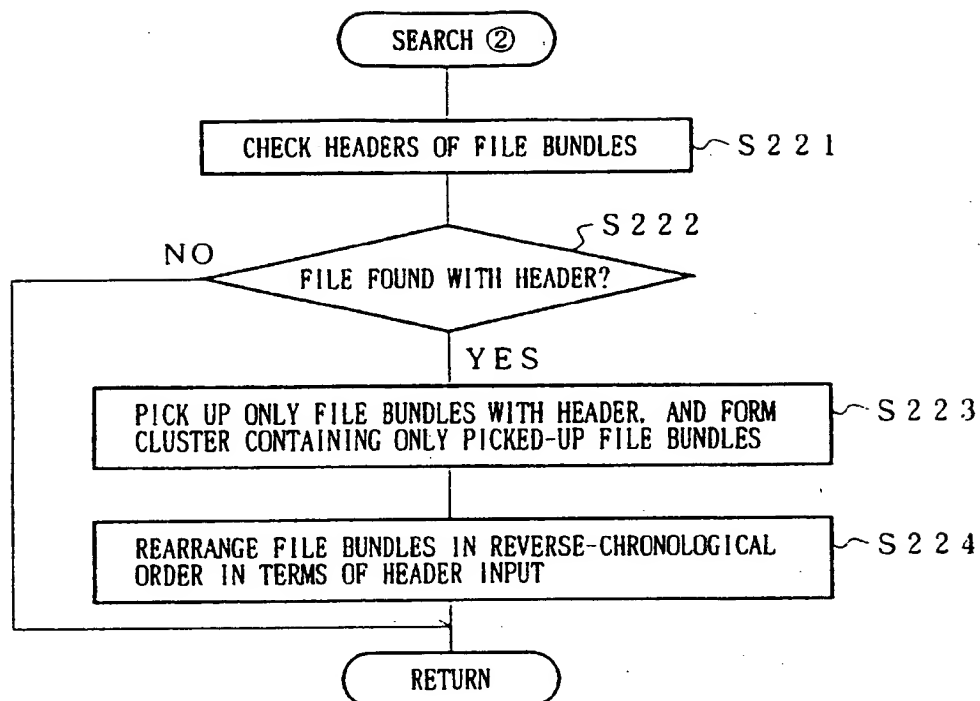 SEARCH ②
CHECK HEADERS OF FILE BUNDLES
S221
S222
NO
FILE FOUND WITH HEADER?
YES
PICK UP ONLY FILE BUNDLES WITH HEADER, AND FORM
CLUSTER CONTAINING ONLY PICKED-UP FILE BUNDLES
S223
REARRANGE FILE BUNDLES IN REVERSE-CHRONOLOGICAL
ORDER IN TERMS OF HEADER INPUT
S224
RETURN